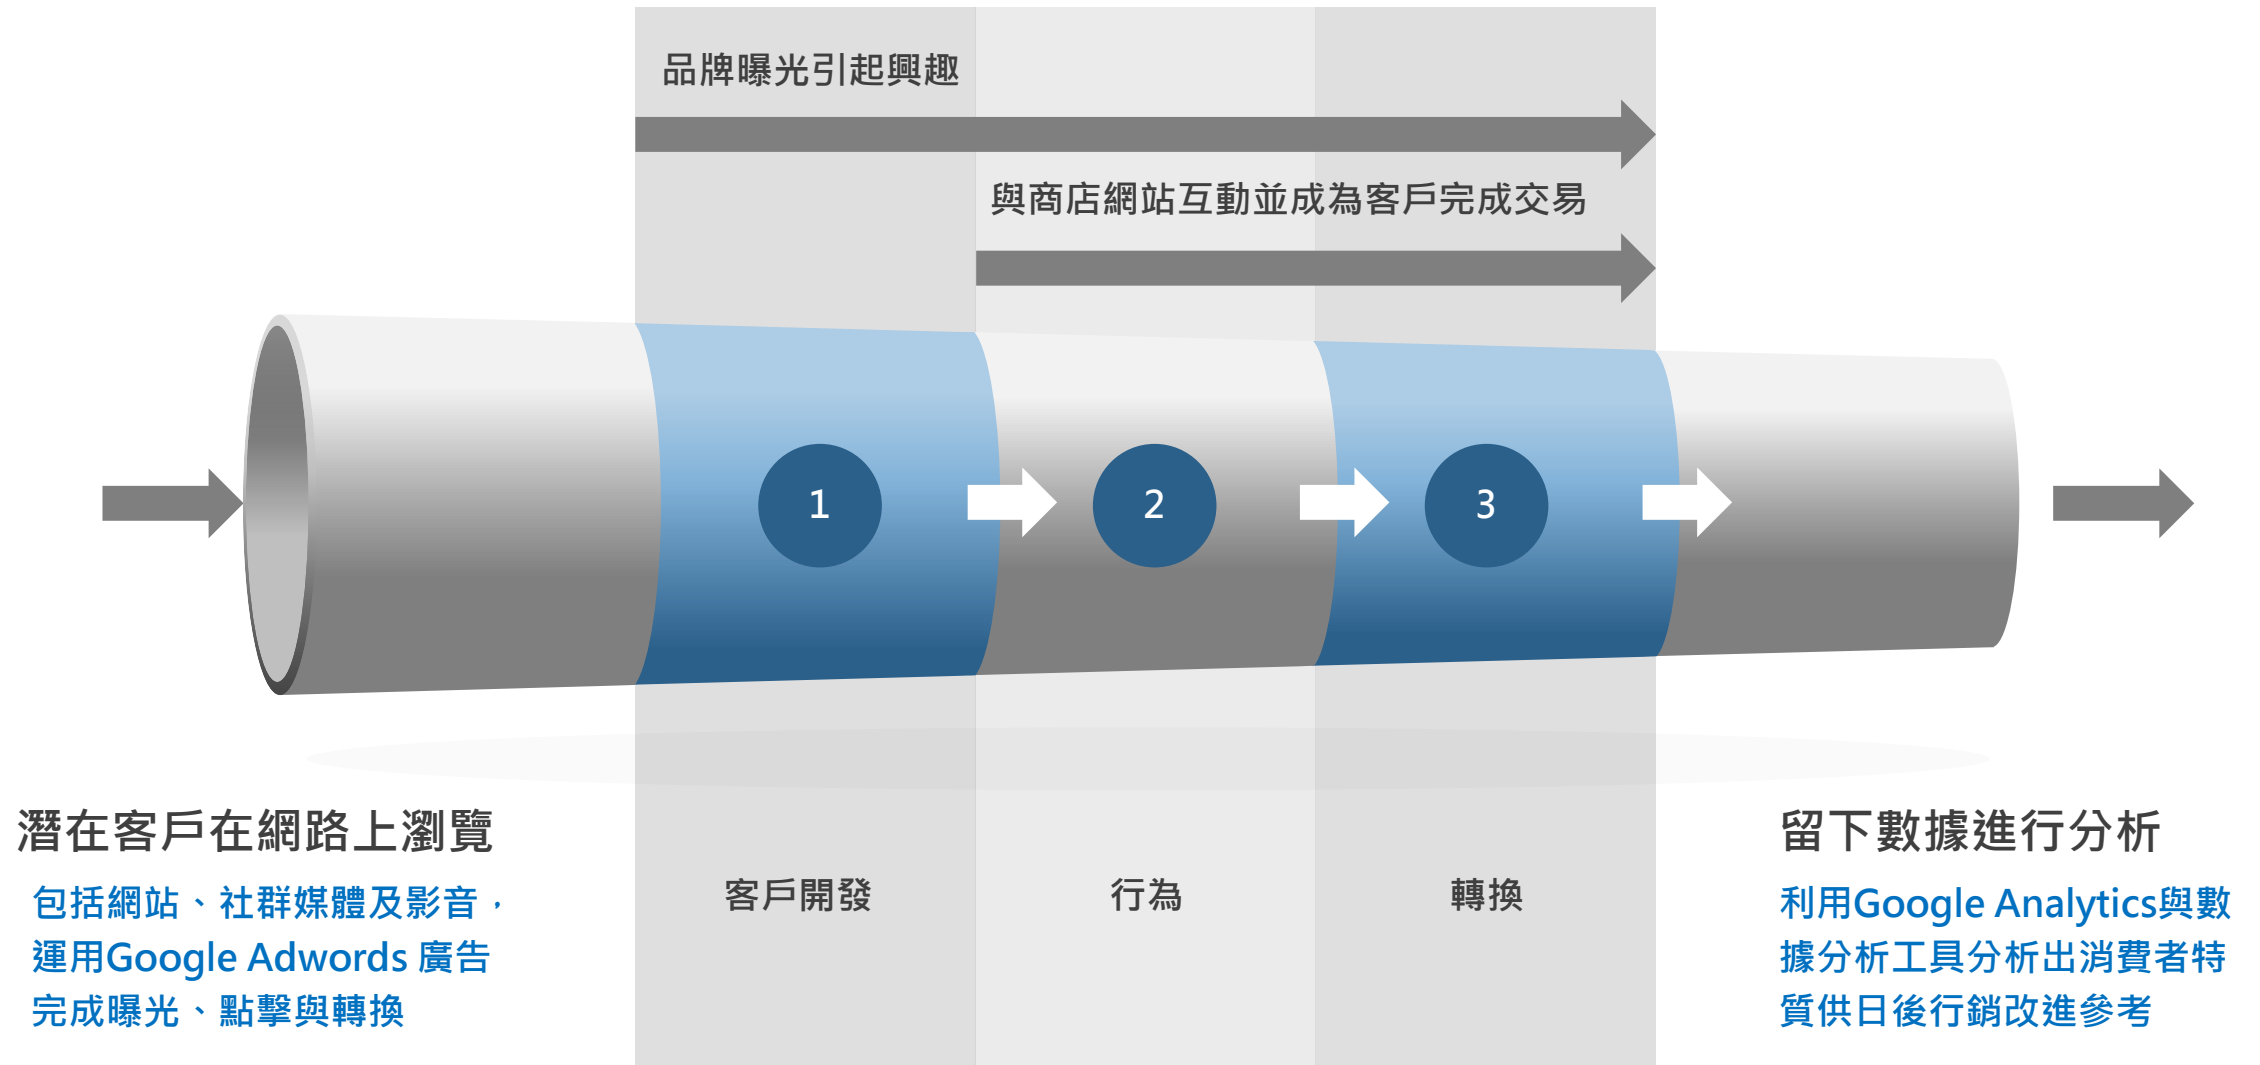 品牌曝光引起興趣
與商店網站互動並成為客戶完成交易
1
2
3
潛在客戶在網路上瀏覽
包括網站、社群媒體及影音，
運用Google Adwords 廣告
完成曝光、點擊與轉換
客戶開發
行為
轉換
留下數據進行分析
利用Google Analytics與數
據分析工具分析出消費者特
質供日後行銷改進參考